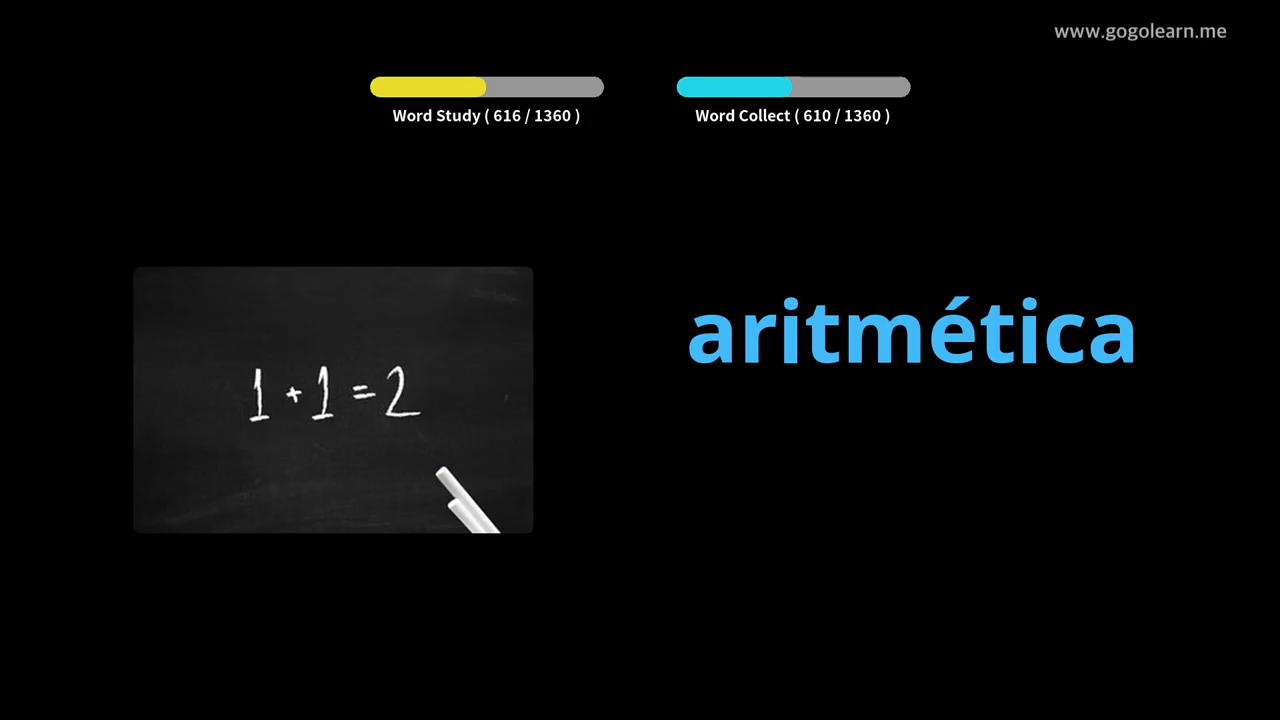 www.gogolearn.me
Word Study ( 616 / 1360 )
Word Collect ( 610 / 1360 )
aritmética
1 + 1 = 2